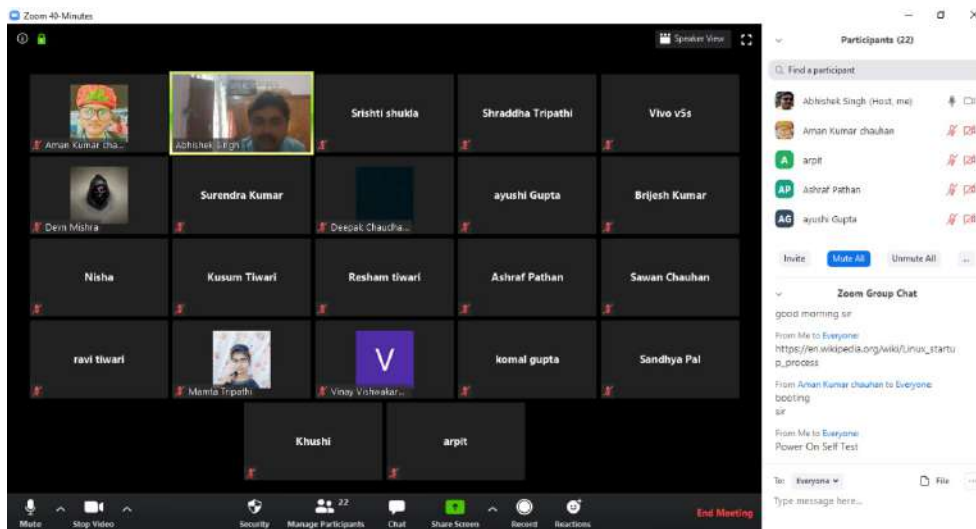 Zoom 40-Minutes
Speaker View
Aman Kumar cha...
Abhishek Singh
Srishti shukla
Shraddha Tripathi
Vivo v5s
Devn Mishra
Surendra Kumar
Deepak Chaudha...
ayushi Gupta
Brijesh Kumar
Nisha
Kusum Tiwari
Resham tiwari
Ashraf Pathan
Sawan Chauhan
ravi tiwari
Mamta Tripathi
V
Vinay Vishwakar...
komal gupta
Sandhya Pal
Khushi
arpit
Mute
Stop Video
Security
22
Manage Participants
Chat
Share Screen
Record
Reactions
End Meeting
Participants (22)
Find a participant
Abhishek Singh (Host, me)
Aman Kumar chauhan
A arpit
AP Ashraf Pathan
AG ayushi Gupta
Invite
Mute All
Unmute All
...
Zoom Group Chat
good morning sir
From Me to Everyone:
https://en.wikipedia.org/wiki/Linux_startu
p_process
From Aman Kumar chauhan to Everyone:
booting
sir
From Me to Everyone:
Power On Self Test
To: Everyone
File
...
Type message here...